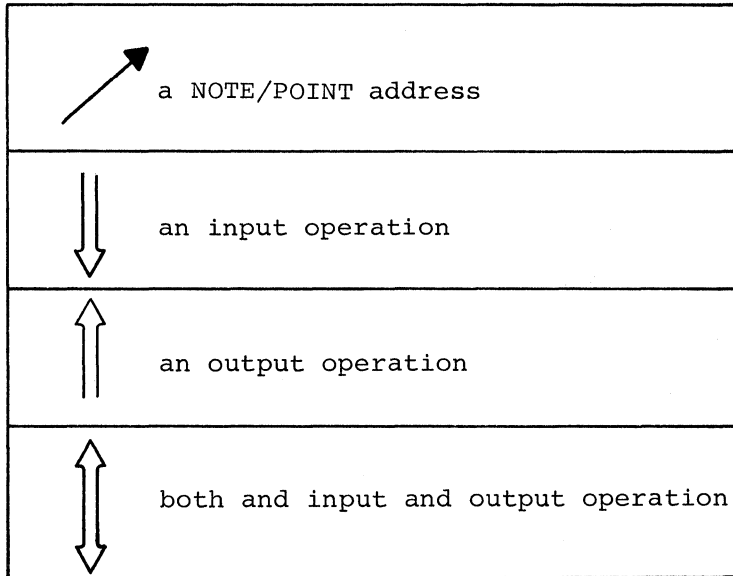 a NOTE/POINT address
an input operation
an output operation
both and input and output operation